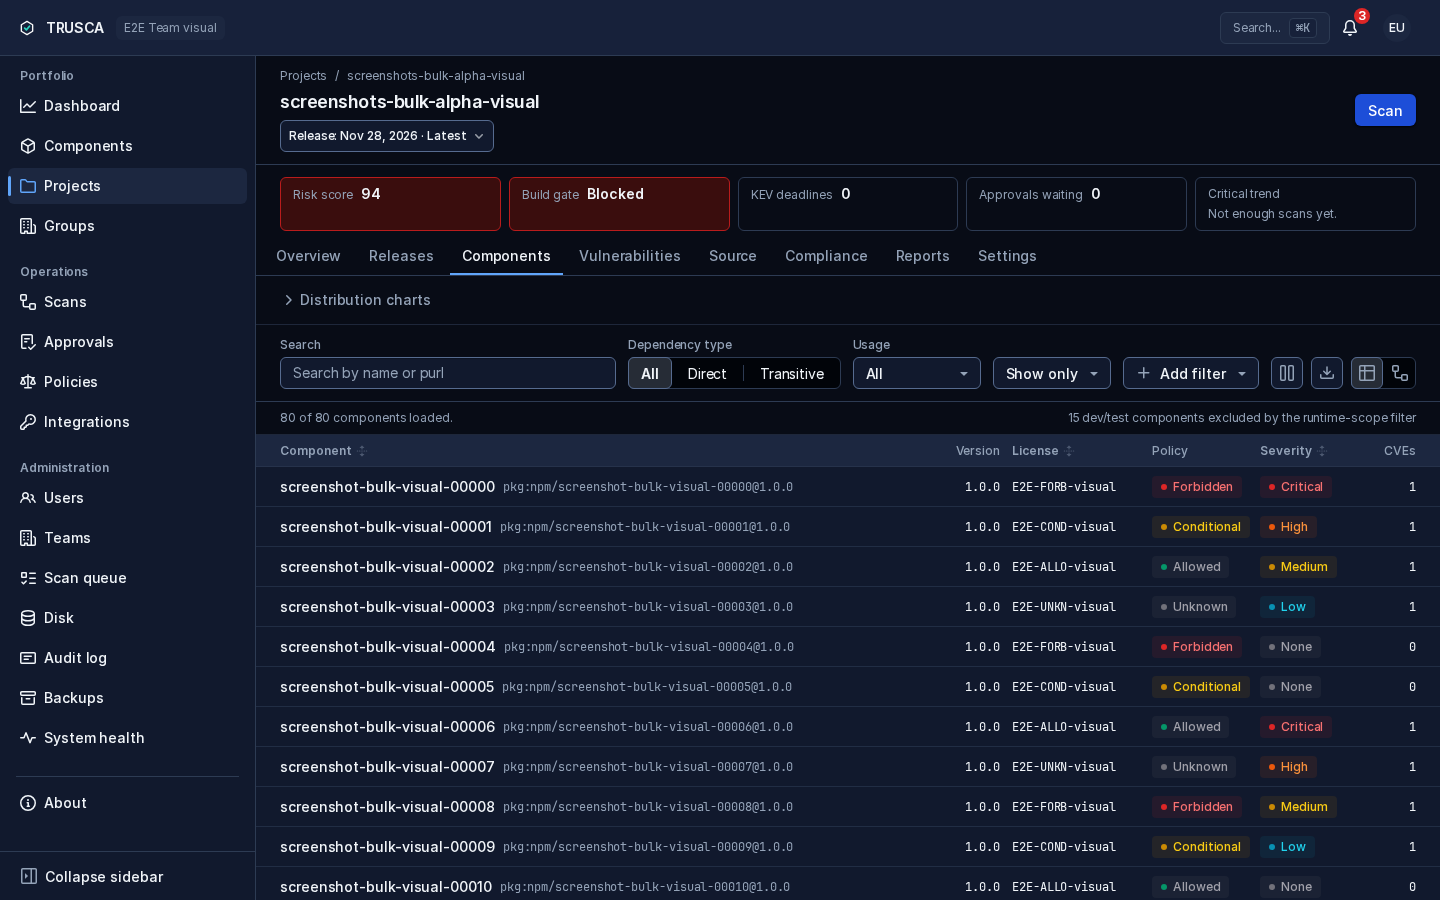 TRUSCA E2E Team visual Search... ⌘K 3 EU
Portfolio
Dashboard
Components
Projects
Groups
Operations
Scans
Approvals
Policies
Integrations
Administration
Users
Teams
Scan queue
Disk
Audit log
Backups
System health
About
Collapse sidebar
Projects / screenshots-bulk-alpha-visual
screenshots-bulk-alpha-visual
Release: Nov 28, 2026 · Latest
Scan
Risk score 94
Build gate Blocked
KEV deadlines 0
Approvals waiting 0
Critical trend
Not enough scans yet.
Overview Releases Components Vulnerabilities Source Compliance Reports Settings
Distribution charts
Search Dependency type Usage
Search by name or purl All Direct Transitive All Show only Add filter
80 of 80 components loaded. 15 dev/test components excluded by the runtime-scope filter
Component Version License Policy Severity CVEs
screenshot-bulk-visual-00000 pkg:npm/screenshot-bulk-visual-00000@1.0.0 1.0.0 E2E-FORB-visual Forbidden Critical 1
screenshot-bulk-visual-00001 pkg:npm/screenshot-bulk-visual-00001@1.0.0 1.0.0 E2E-COND-visual Conditional High 1
screenshot-bulk-visual-00002 pkg:npm/screenshot-bulk-visual-00002@1.0.0 1.0.0 E2E-ALLO-visual Allowed Medium 1
screenshot-bulk-visual-00003 pkg:npm/screenshot-bulk-visual-00003@1.0.0 1.0.0 E2E-UNKN-visual Unknown Low 1
screenshot-bulk-visual-00004 pkg:npm/screenshot-bulk-visual-00004@1.0.0 1.0.0 E2E-FORB-visual Forbidden None 0
screenshot-bulk-visual-00005 pkg:npm/screenshot-bulk-visual-00005@1.0.0 1.0.0 E2E-COND-visual Conditional None 0
screenshot-bulk-visual-00006 pkg:npm/screenshot-bulk-visual-00006@1.0.0 1.0.0 E2E-ALLO-visual Allowed Critical 1
screenshot-bulk-visual-00007 pkg:npm/screenshot-bulk-visual-00007@1.0.0 1.0.0 E2E-UNKN-visual Unknown High 1
screenshot-bulk-visual-00008 pkg:npm/screenshot-bulk-visual-00008@1.0.0 1.0.0 E2E-FORB-visual Forbidden Medium 1
screenshot-bulk-visual-00009 pkg:npm/screenshot-bulk-visual-00009@1.0.0 1.0.0 E2E-COND-visual Conditional Low 1
screenshot-bulk-visual-00010 pkg:npm/screenshot-bulk-visual-00010@1.0.0 1.0.0 E2E-ALLO-visual Allowed None 0